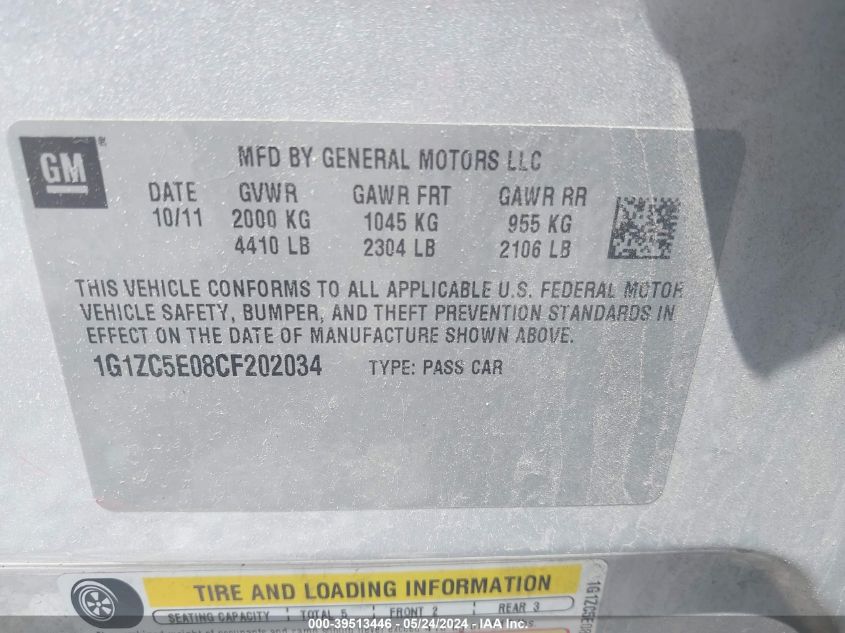 GM ®
MFD BY GENERAL MOTORS LLC
DATE GVWR GAWR FRT GAWR RR
10/11 2000 KG 1045 KG 955 KG
4410 LB 2304 LB 2106 LB
THIS VEHICLE CONFORMS TO ALL APPLICABLE U.S. FEDERAL MOTOR
VEHICLE SAFETY, BUMPER, AND THEFT PREVENTION STANDARDS IN
EFFECT ON THE DATE OF MANUFACTURE SHOWN ABOVE.
1G1ZC5E08CF202034 TYPE: PASS CAR
TIRE AND LOADING INFORMATION
SEATING CAPACITY TOTAL 5 FRONT 2 REAR 3
1G1ZC5E08
000-39513446 - 05/24/2024 - IAA Inc.